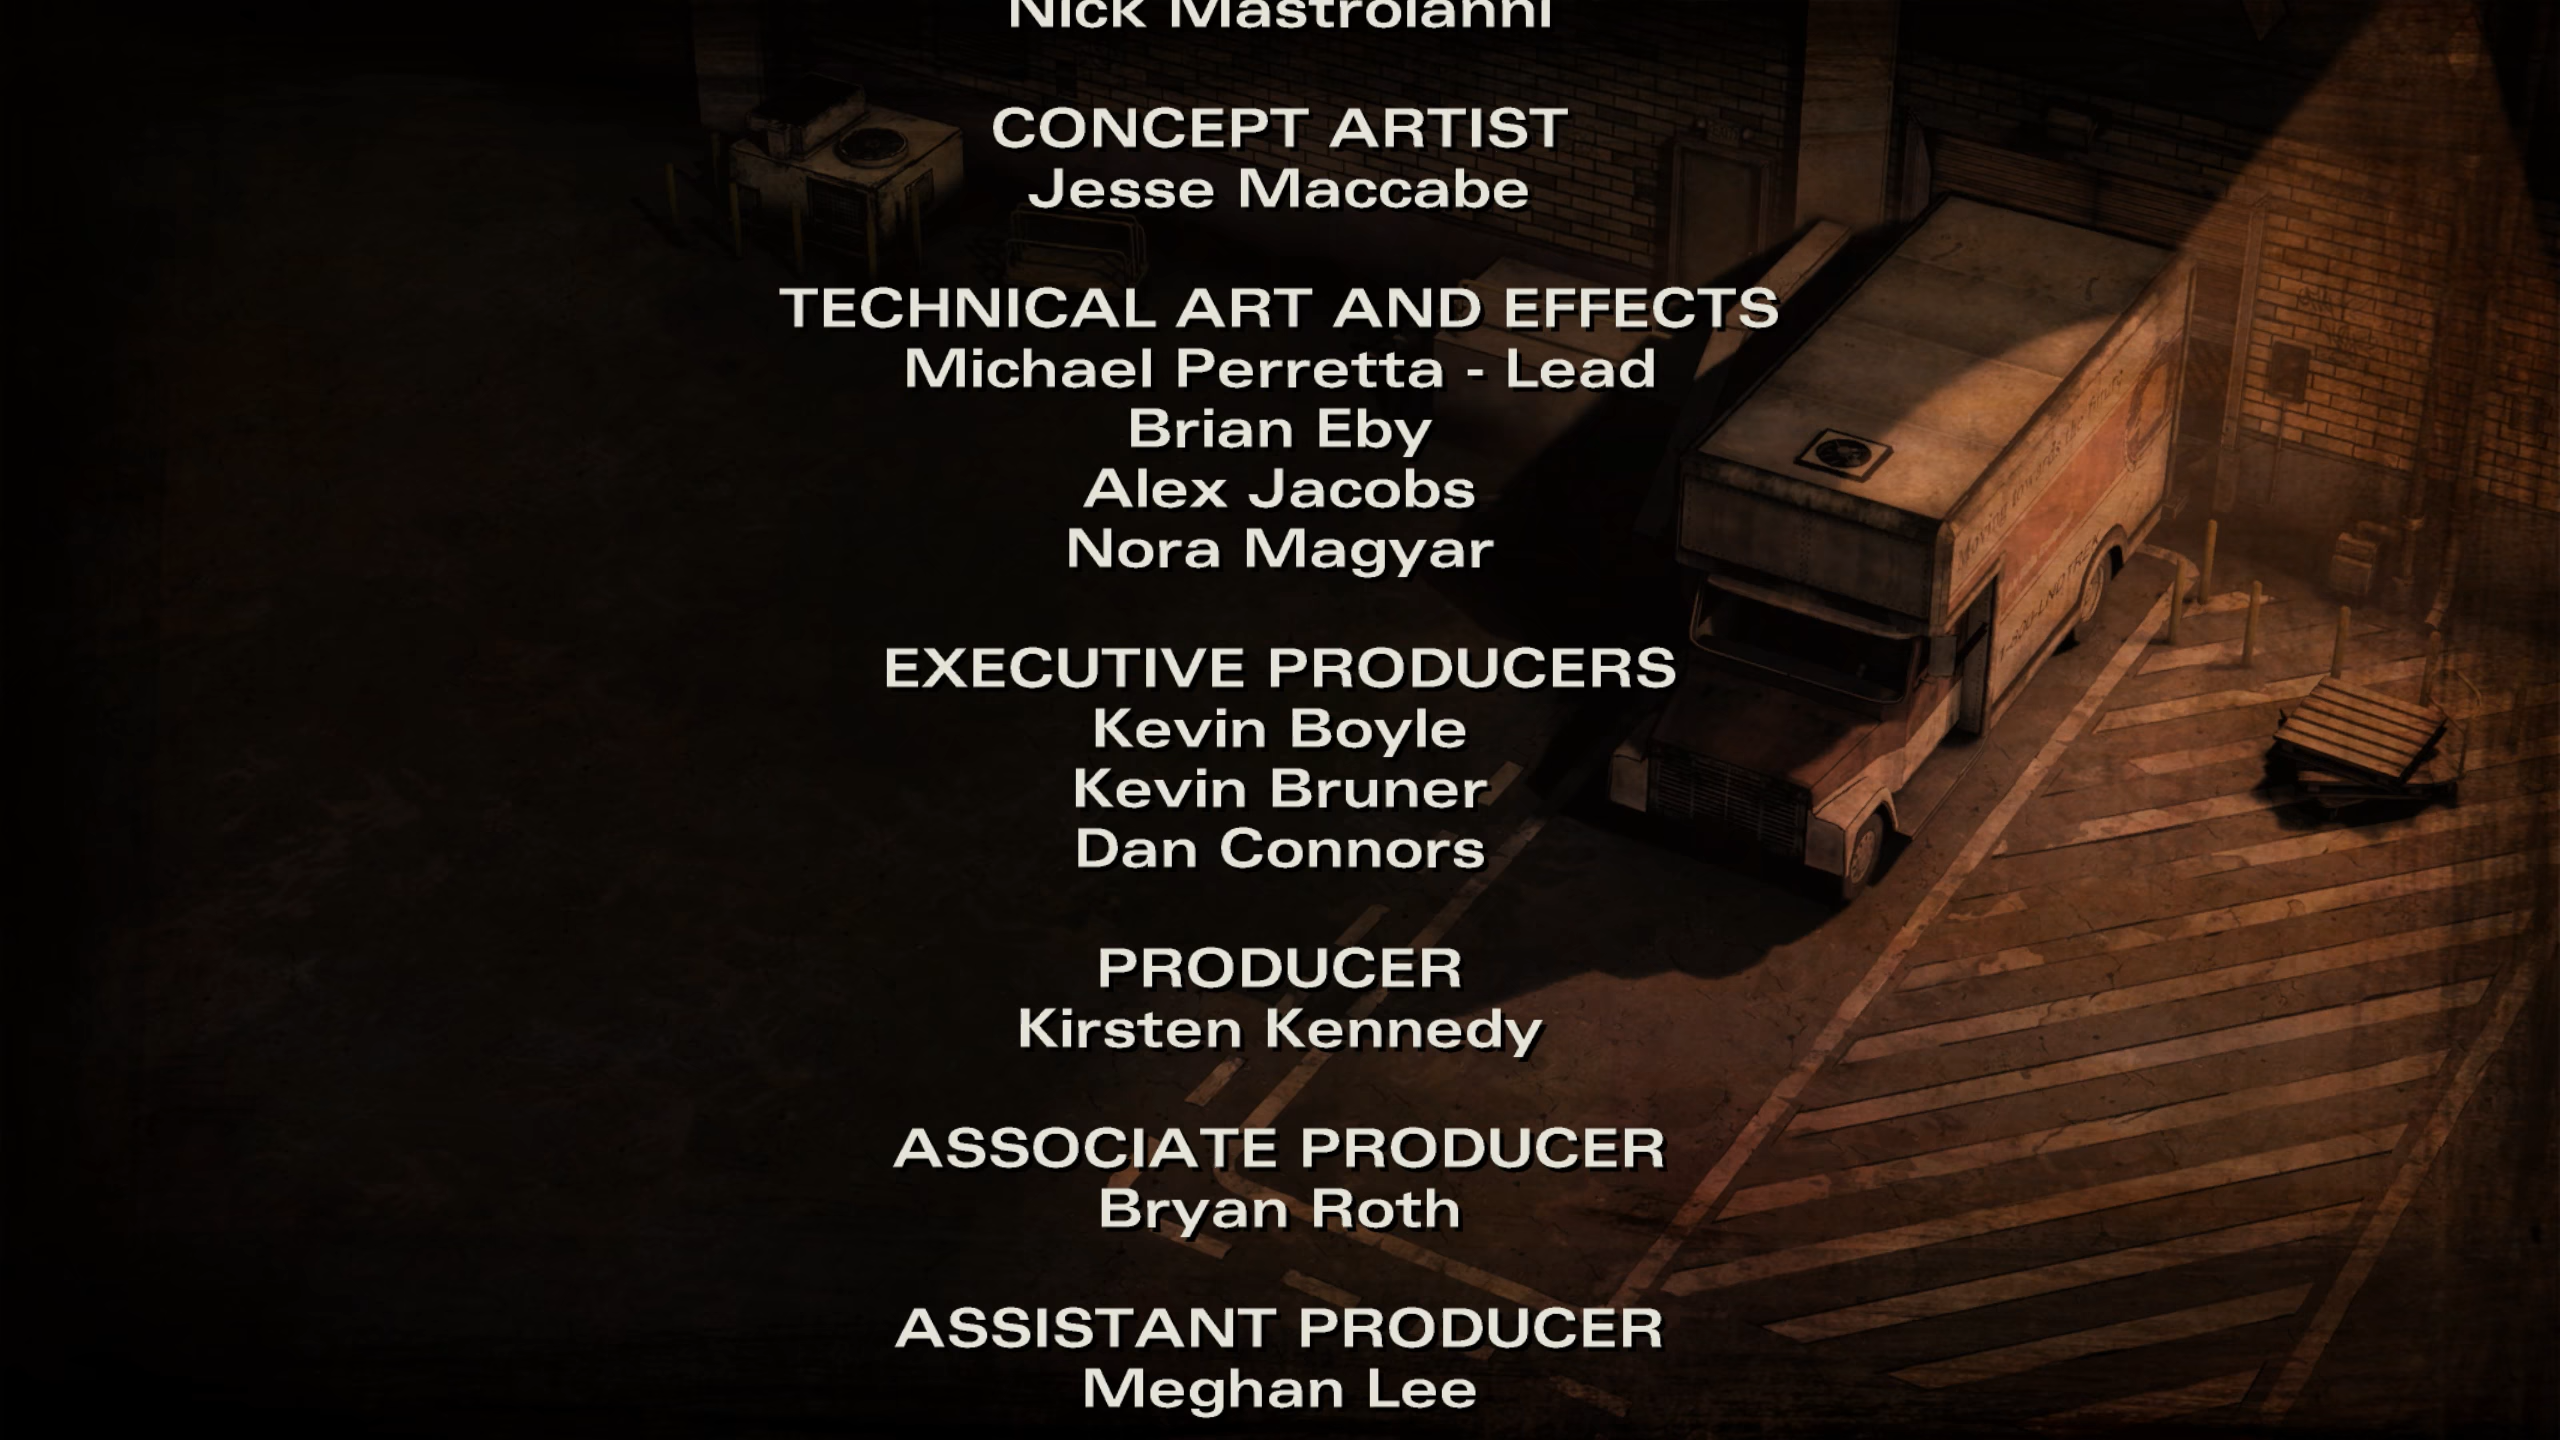 Nick Mastroianni
CONCEPT ARTIST
Jesse Maccabe
TECHNICAL ART AND EFFECTS
Michael Perretta - Lead
Brian Eby
Alex Jacobs
Nora Magyar
EXECUTIVE PRODUCERS
Kevin Boyle
Kevin Bruner
Dan Connors
PRODUCER
Kirsten Kennedy
ASSOCIATE PRODUCER
Bryan Roth
ASSISTANT PRODUCER
Meghan Lee